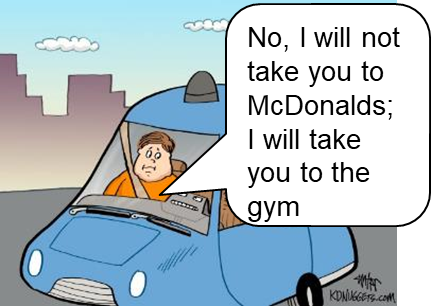 No, I will not
take you to
McDonalds;
I will take
you to the
gym
KDNUGGETS.COM